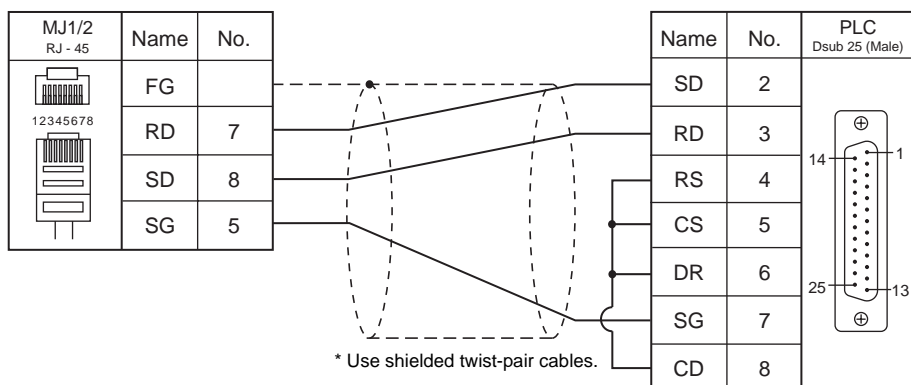 MJ1/2
RJ - 45
Name No.
FG
RD 7
SD 8
SG 5
12345678
* Use shielded twist-pair cables.
Name No.
SD 2
RD 3
RS 4
CS 5
DR 6
SG 7
CD 8
PLC
Dsub 25 (Male)
14 1
25 13